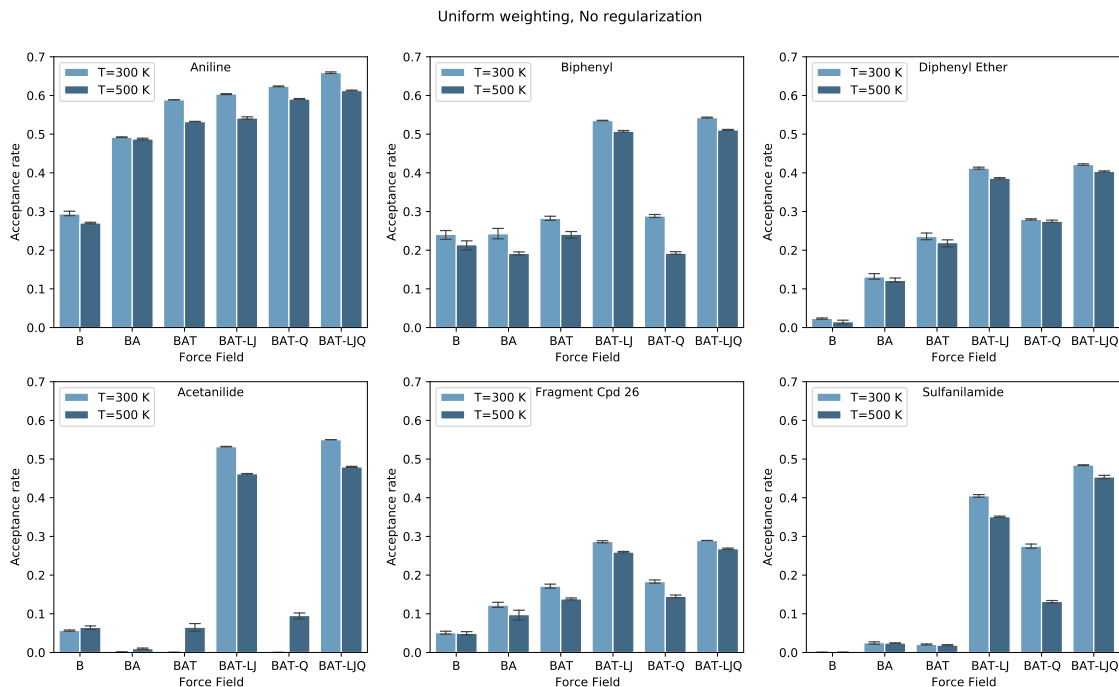 Uniform weighting, No regularization
Aniline
T=300 K
T=500 K
Acceptance rate
0.7
0.6
0.5
0.4
0.3
0.2
0.1
0.0
B BA BAT BAT-LJ BAT-Q BAT-LJQ
Force Field
Biphenyl
T=300 K
T=500 K
Acceptance rate
0.7
0.6
0.5
0.4
0.3
0.2
0.1
0.0
B BA BAT BAT-LJ BAT-Q BAT-LJQ
Force Field
Diphenyl Ether
T=300 K
T=500 K
Acceptance rate
0.7
0.6
0.5
0.4
0.3
0.2
0.1
0.0
B BA BAT BAT-LJ BAT-Q BAT-LJQ
Force Field
Acetanilide
T=300 K
T=500 K
Acceptance rate
0.7
0.6
0.5
0.4
0.3
0.2
0.1
0.0
B BA BAT BAT-LJ BAT-Q BAT-LJQ
Force Field
Fragment Cpd 26
T=300 K
T=500 K
Acceptance rate
0.7
0.6
0.5
0.4
0.3
0.2
0.1
0.0
B BA BAT BAT-LJ BAT-Q BAT-LJQ
Force Field
Sulfanilamide
T=300 K
T=500 K
Acceptance rate
0.7
0.6
0.5
0.4
0.3
0.2
0.1
0.0
B BA BAT BAT-LJ BAT-Q BAT-LJQ
Force Field